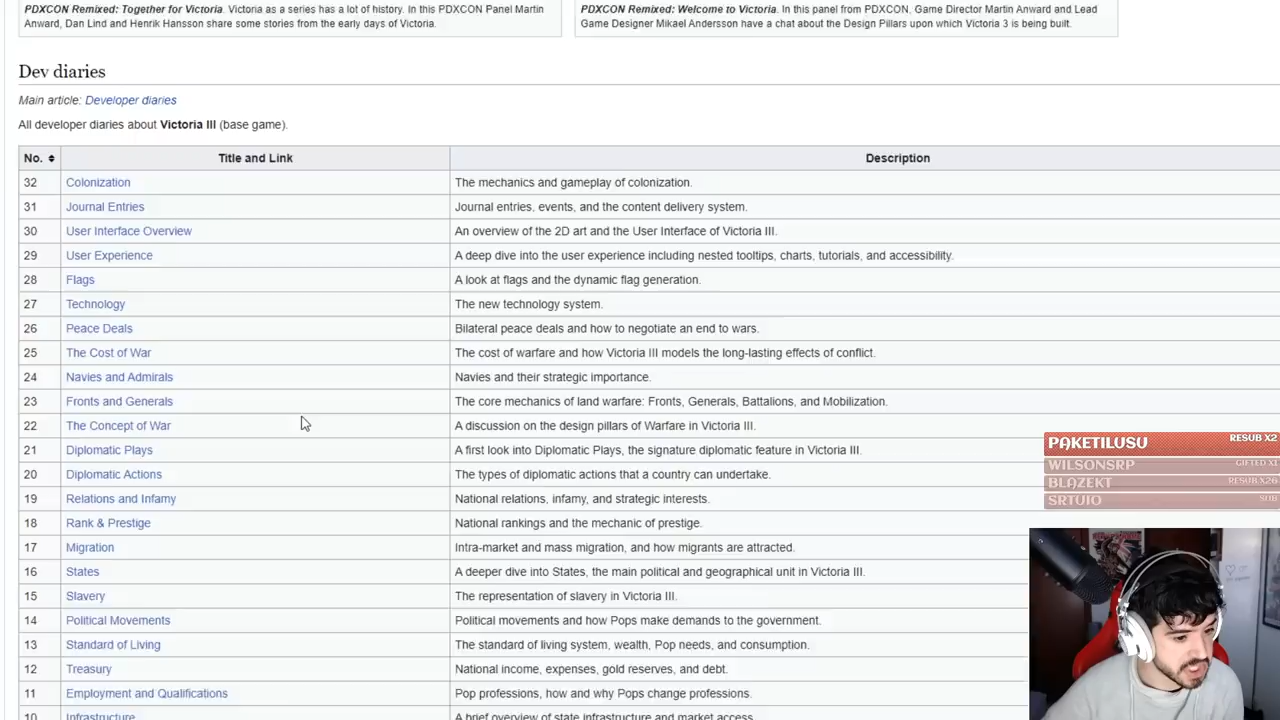 PDXCON Remixed: Together for Victoria. Victoria as a series has a lot of history. In this PDXCON Panel Martin
Anward, Dan Lind and Henrik Hansson share some stories from the early days of Victoria.
PDXCON Remixed: Welcome to Victoria. In this panel from PDXCON, Game Director Martin Anward and Lead
Game Designer Mikael Andersson have a chat about the Design Pillars upon which Victoria 3 is being built.
Dev diaries
Main article: Developer diaries
All developer diaries about Victoria III (base game).
No. Title and Link Description
32 Colonization The mechanics and gameplay of colonization.
31 Journal Entries Journal entries, events, and the content delivery system.
30 User Interface Overview An overview of the 2D art and the User Interface of Victoria III.
29 User Experience A deep dive into the user experience including nested tooltips, charts, tutorials, and accessibility.
28 Flags A look at flags and the dynamic flag generation.
27 Technology The new technology system.
26 Peace Deals Bilateral peace deals and how to negotiate an end to wars.
25 The Cost of War The cost of warfare and how Victoria III models the long-lasting effects of conflict.
24 Navies and Admirals Navies and their strategic importance.
23 Fronts and Generals The core mechanics of land warfare: Fronts, Generals, Battalions, and Mobilization.
22 The Concept of War A discussion on the design pillars of Warfare in Victoria III.
21 Diplomatic Plays A first look into Diplomatic Plays, the signature diplomatic feature in Victoria III.
20 Diplomatic Actions The types of diplomatic actions that a country can undertake.
19 Relations and Infamy National relations, infamy, and strategic interests.
18 Rank & Prestige National rankings and the mechanic of prestige.
17 Migration Intra-market and mass migration, and how migrants are attracted.
16 States A deeper dive into States, the main political and geographical unit in Victoria III.
15 Slavery The representation of slavery in Victoria III.
14 Political Movements Political movements and how Pops make demands to the government.
13 Standard of Living The standard of living system, wealth, Pop needs, and consumption.
12 Treasury National income, expenses, gold reserves, and debt.
11 Employment and Qualifications Pop professions, how and why Pops change professions.
10 Infrastructure A brief overview of state infrastructure and market access.
PAKETILUSU RESUB X2
WILSONSRP GIFTED X1
BLAZEKT RESUB X26
SRTUIO SUB